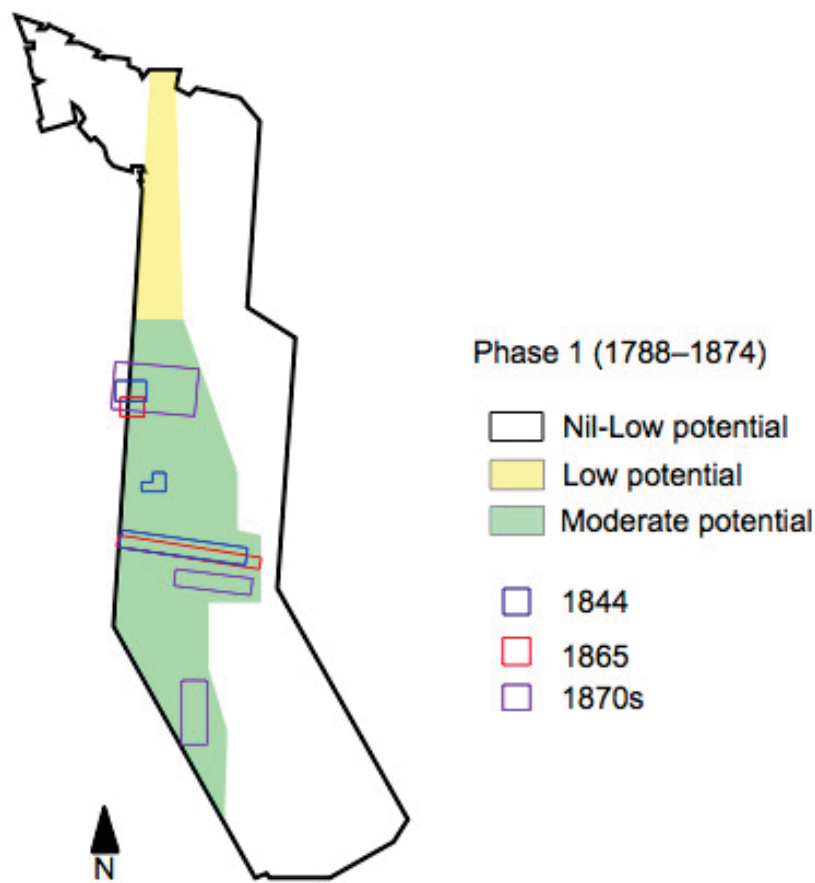 Phase 1 (1788–1874)
Nil-Low potential
Low potential
Moderate potential
1844
1865
1870s
N